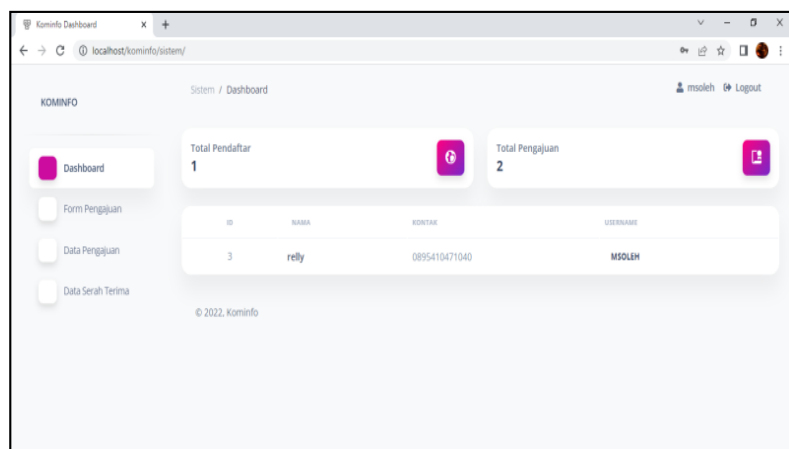 Kominfo Dashboard
localhost/kominfo/sistem/
KOMINFO
Sistem / Dashboard
msoleh Logout
Dashboard
Form Pengajuan
Data Pengajuan
Data Serah Terima
Total Pendaftar
1
Total Pengajuan
2
ID NAMA KONTAK USERNAME
3 relly 0895410471040 MSOLEH
© 2022, Kominfo